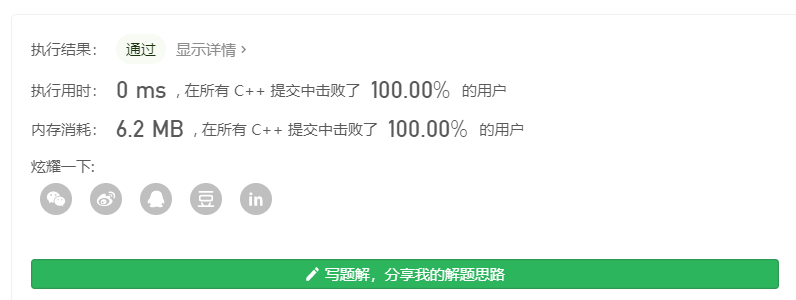 执行结果： 通过 显示详情 >
执行用时： 0 ms , 在所有 C++ 提交中击败了 100.00% 的用户
内存消耗： 6.2 MB , 在所有 C++ 提交中击败了 100.00% 的用户
炫耀一下:
豆 in
写题解，分享我的解题思路